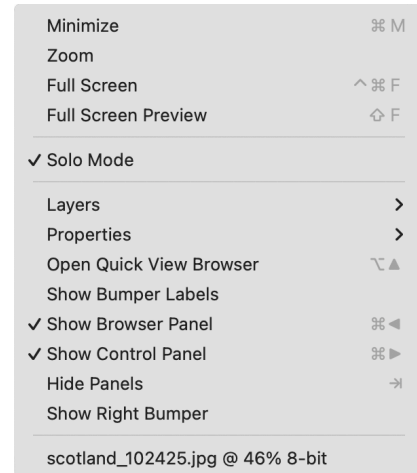 Minimize ⌘ M
Zoom
Full Screen ^ ⌘ F
Full Screen Preview ⇧ F
✓ Solo Mode
Layers >
Properties >
Open Quick View Browser ⌥ ▲
Show Bumper Labels
✓ Show Browser Panel ⌘ ◀
✓ Show Control Panel ⌘ ▶
Hide Panels ⇥
Show Right Bumper
scotland_102425.jpg @ 46% 8-bit